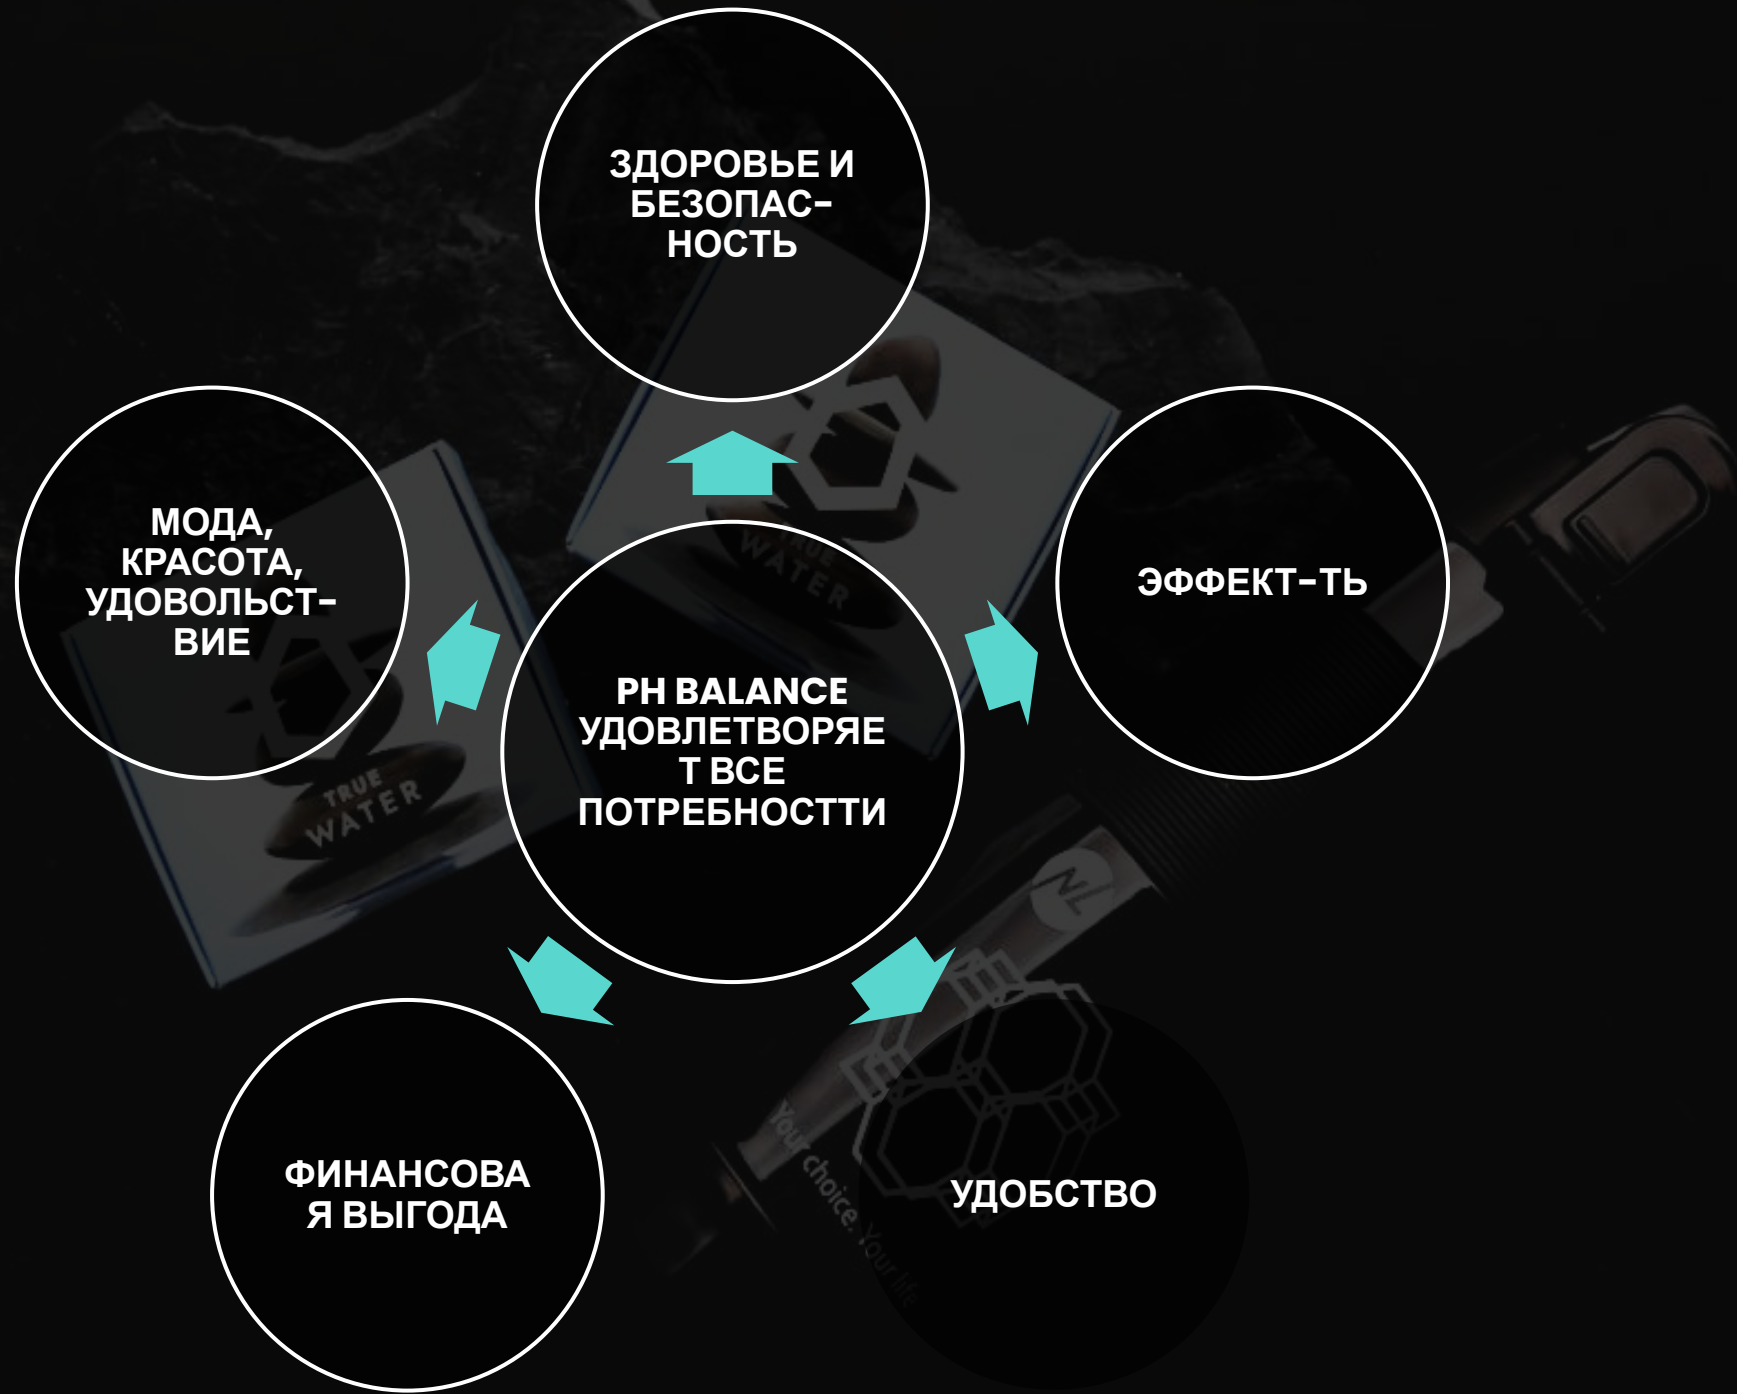 ЗДОРОВЬЕ И
БЕЗОПАС-
НОСТЬ
МОДА,
КРАСОТА,
УДОВОЛЬСТ-
ВИЕ
ЭФФЕКТ-ТЬ
PH BALANCE
УДОВЛЕТВОРЯЕ
Т ВСЕ
ПОТРЕБНОСТТИ
ФИНАНСОВА
Я ВЫГОДА
УДОБСТВО
TRUE
WATER
TRUE
WATER
NL
Your choice. Your life